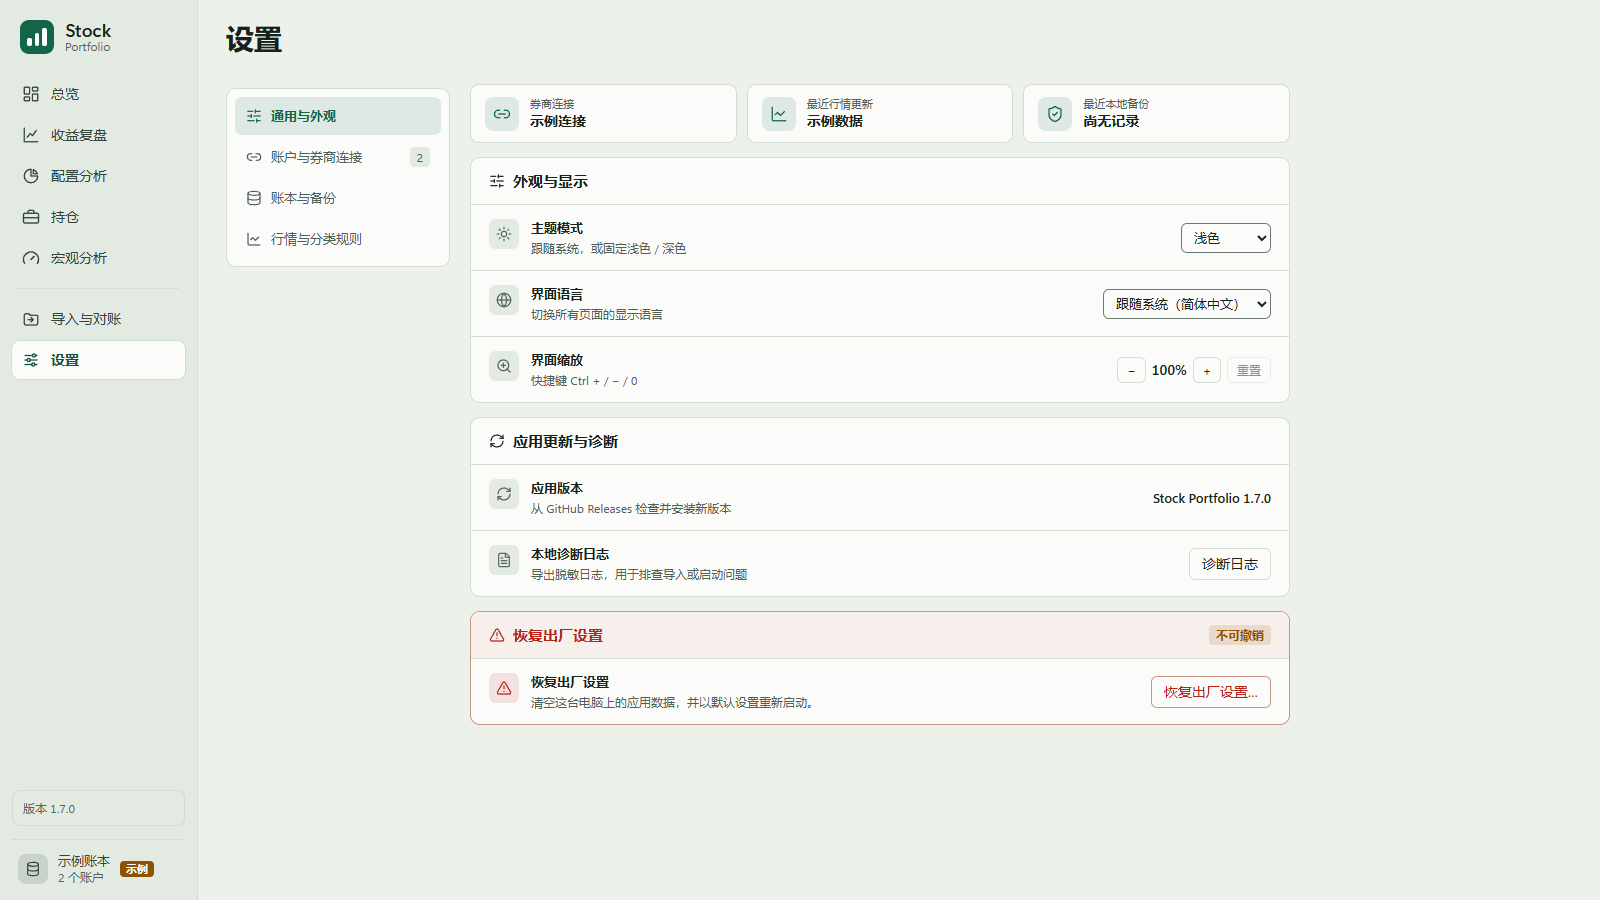 Stock
Portfolio
总览
收益复盘
配置分析
持仓
宏观分析
导入与对账
设置
版本 1.7.0
示例账本
2 个账户
示例
设置
通用与外观
账户与券商连接
2
账本与备份
行情与分类规则
券商连接
示例连接
最近行情更新
示例数据
最近本地备份
尚无记录
外观与显示
主题模式
跟随系统，或固定浅色 / 深色
浅色
界面语言
切换所有页面的显示语言
跟随系统（简体中文）
界面缩放
快捷键 Ctrl + / − / 0
− 100% + 重置
应用更新与诊断
应用版本
从 GitHub Releases 检查并安装新版本
Stock Portfolio 1.7.0
本地诊断日志
导出脱敏日志，用于排查导入或启动问题
诊断日志
恢复出厂设置
不可撤销
恢复出厂设置
清空这台电脑上的应用数据，并以默认设置重新启动。
恢复出厂设置...